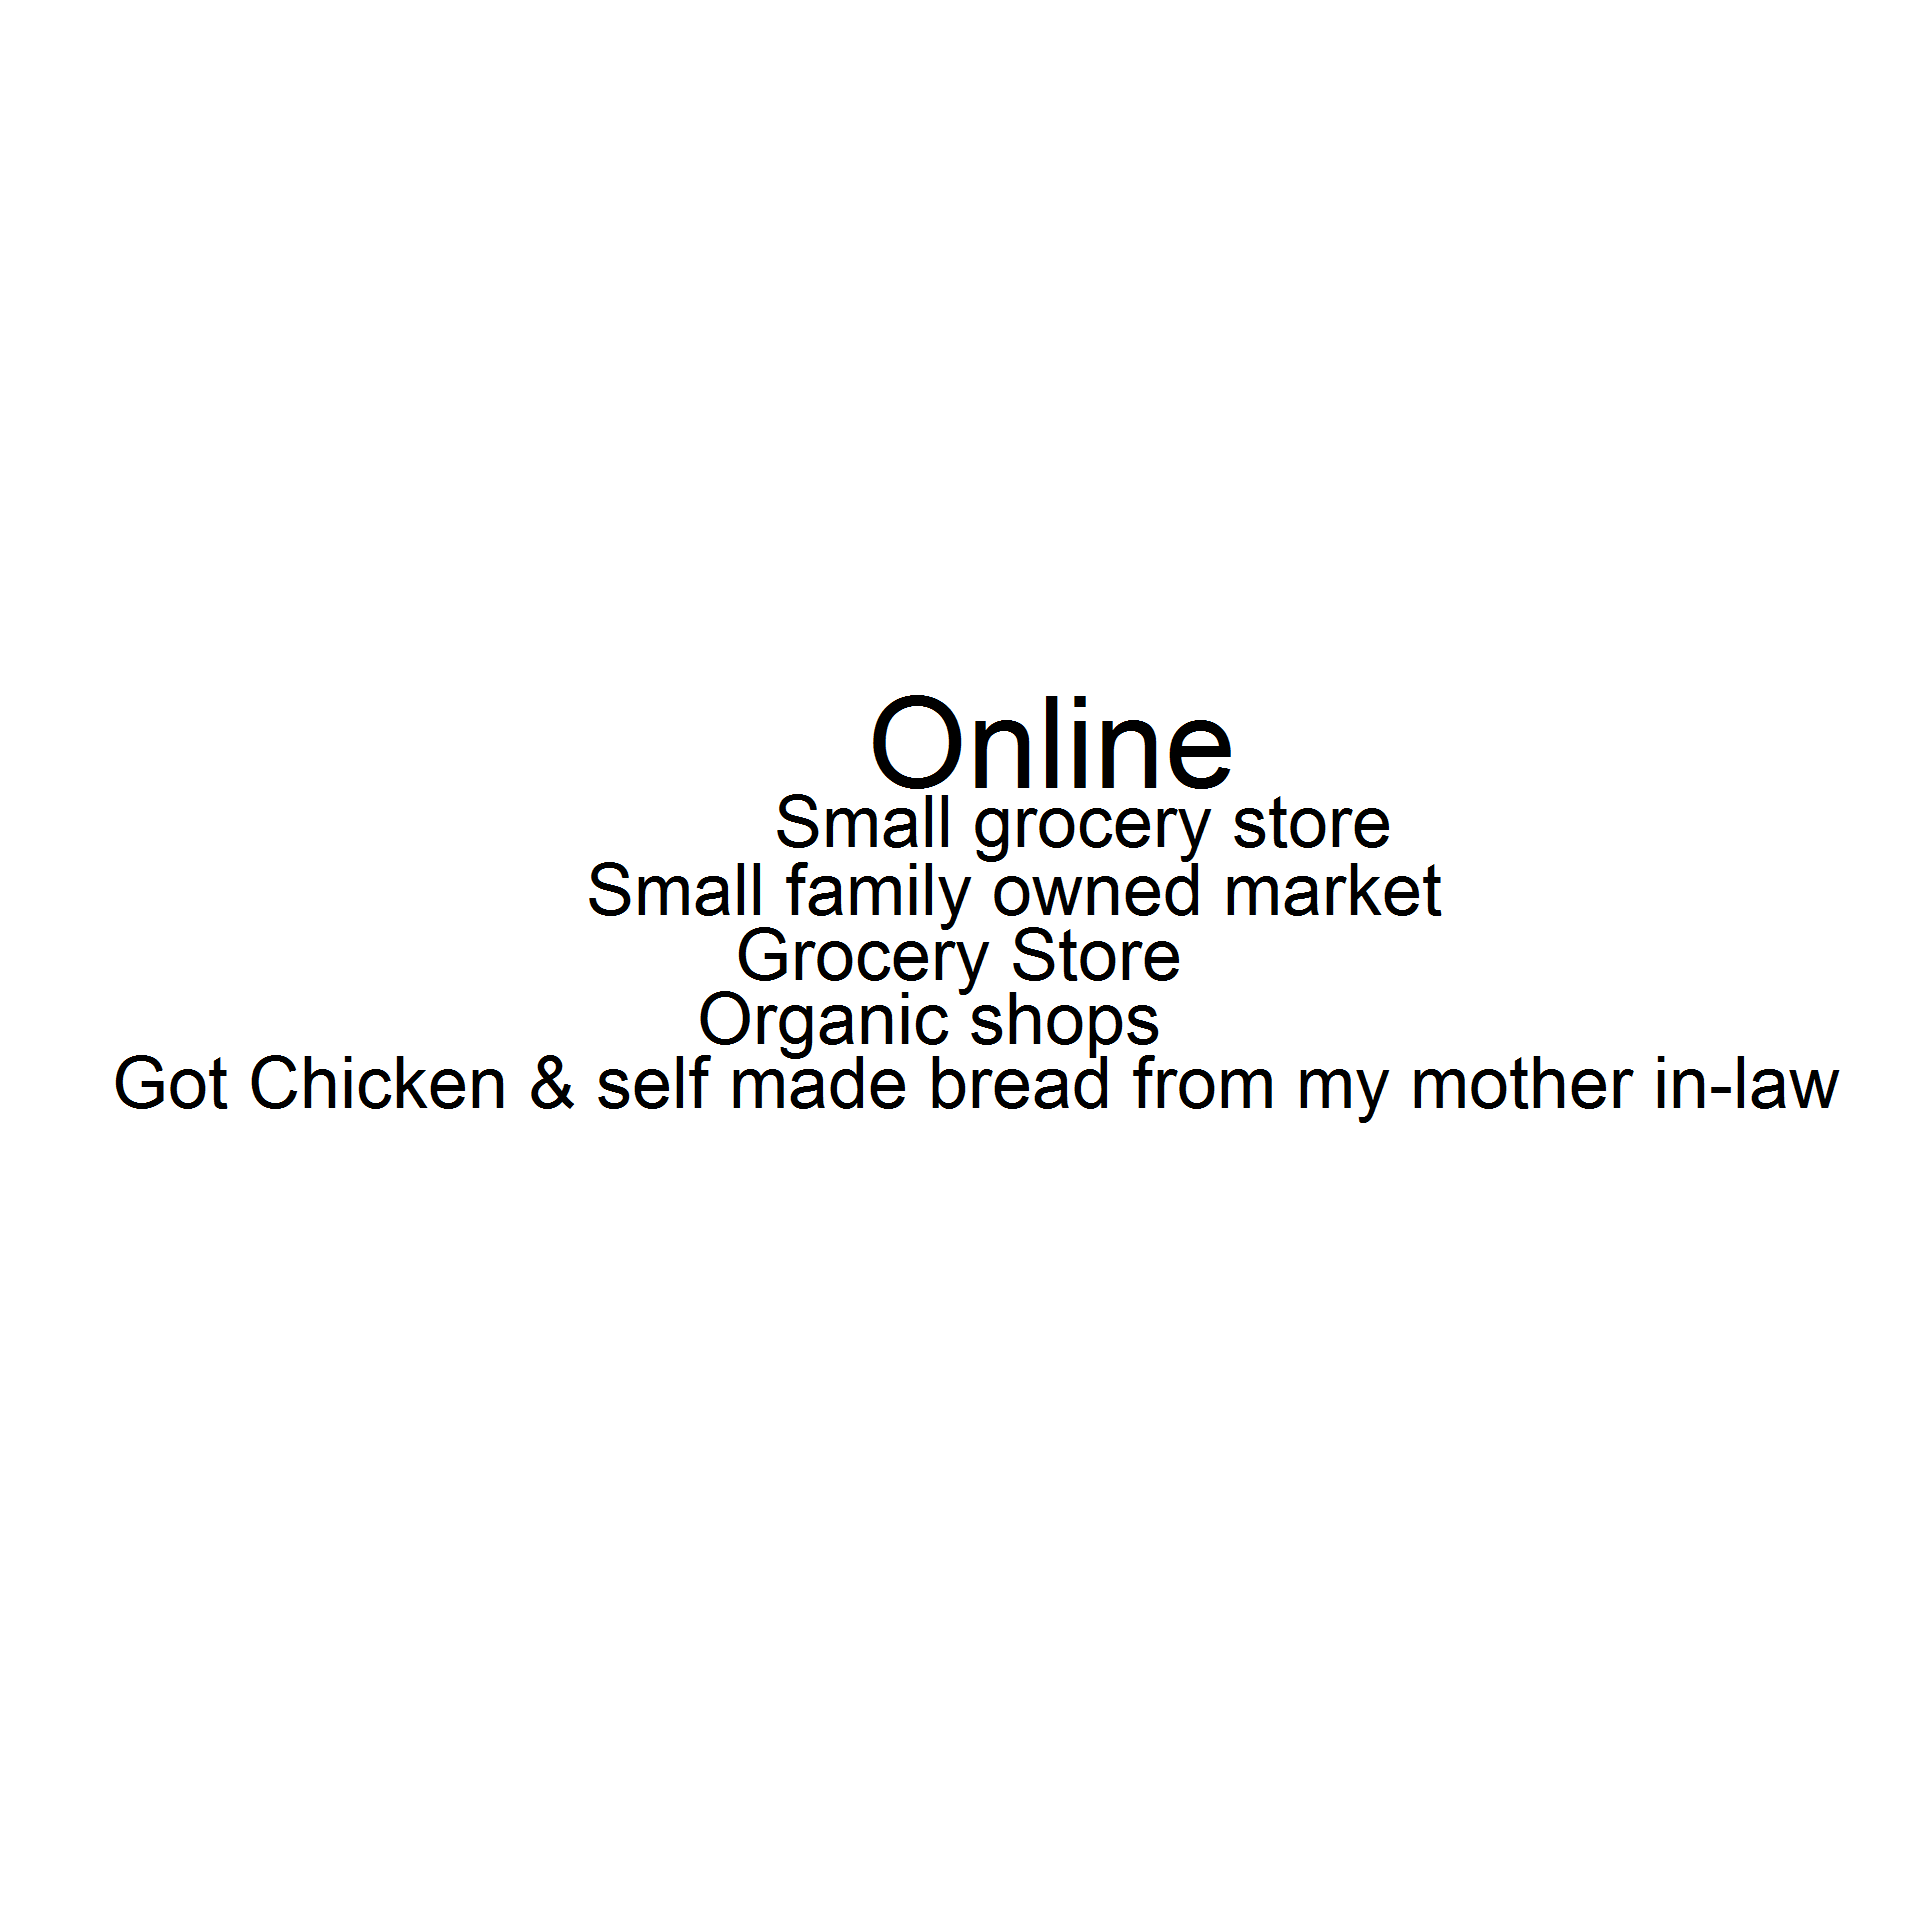 Online
Small grocery store
Small family owned market
Grocery Store
Organic shops
Got Chicken & self made bread from my mother in-law